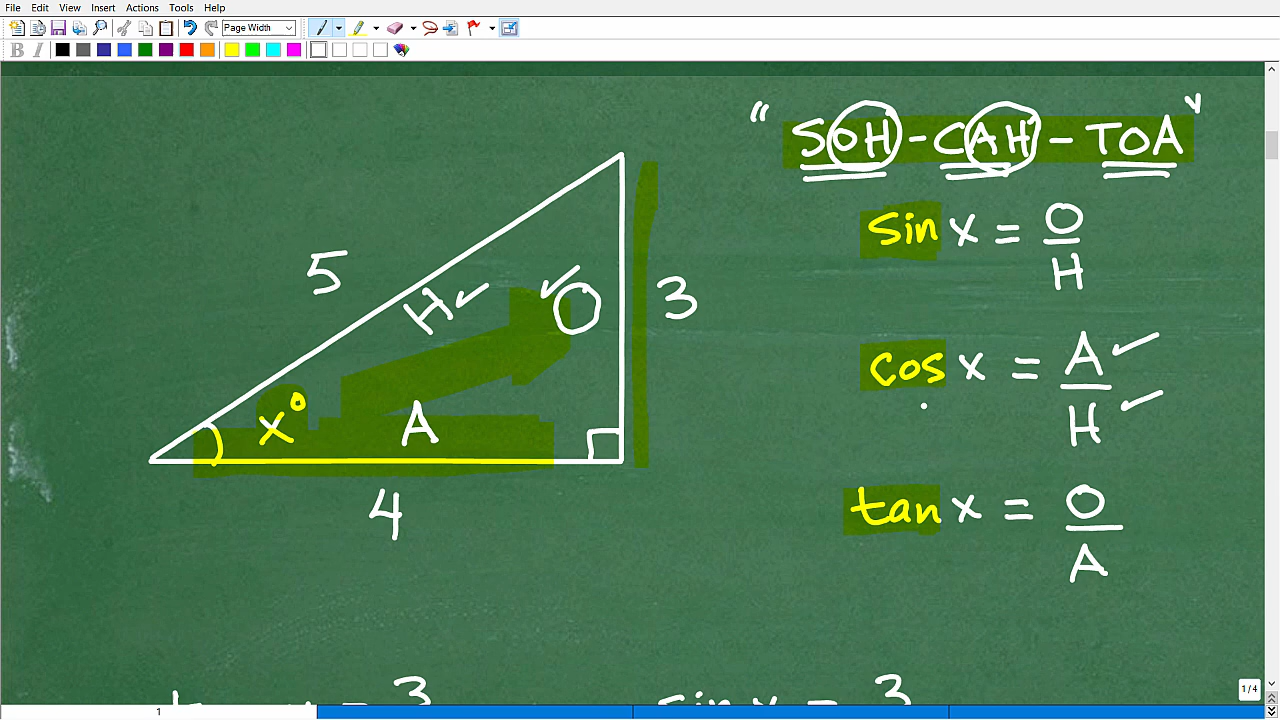 File Edit View Insert Actions Tools Help
Page Width
B I
"SOH-CAH-TOA"
sin x = O/H
5
H
O
3
cos x = A/H
x°
A
4
tan x = O/A
1/4
1